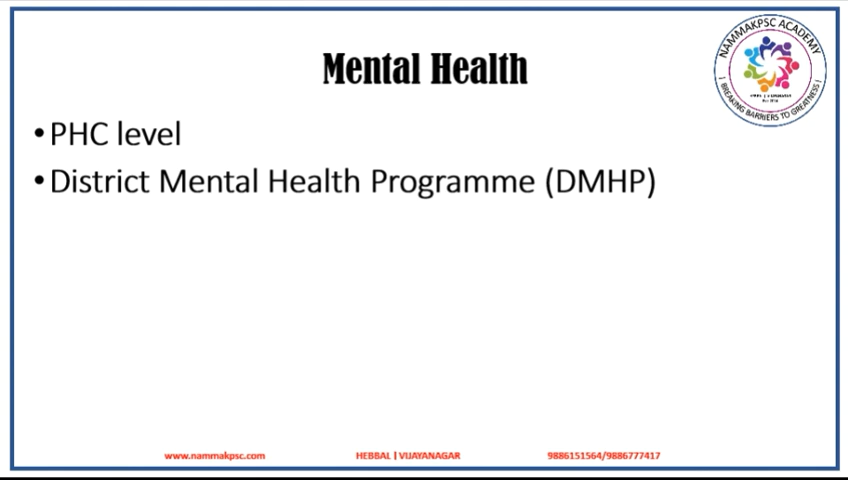 Mental Health
NAMMAKPSC ACADEMY
| BREAKING BARRIERS TO GREATNESS |
•PHC level
•District Mental Health Programme (DMHP)
www.nammakpsc.com
HEBBAL | VIJAYANAGAR
9886151564/9886777417